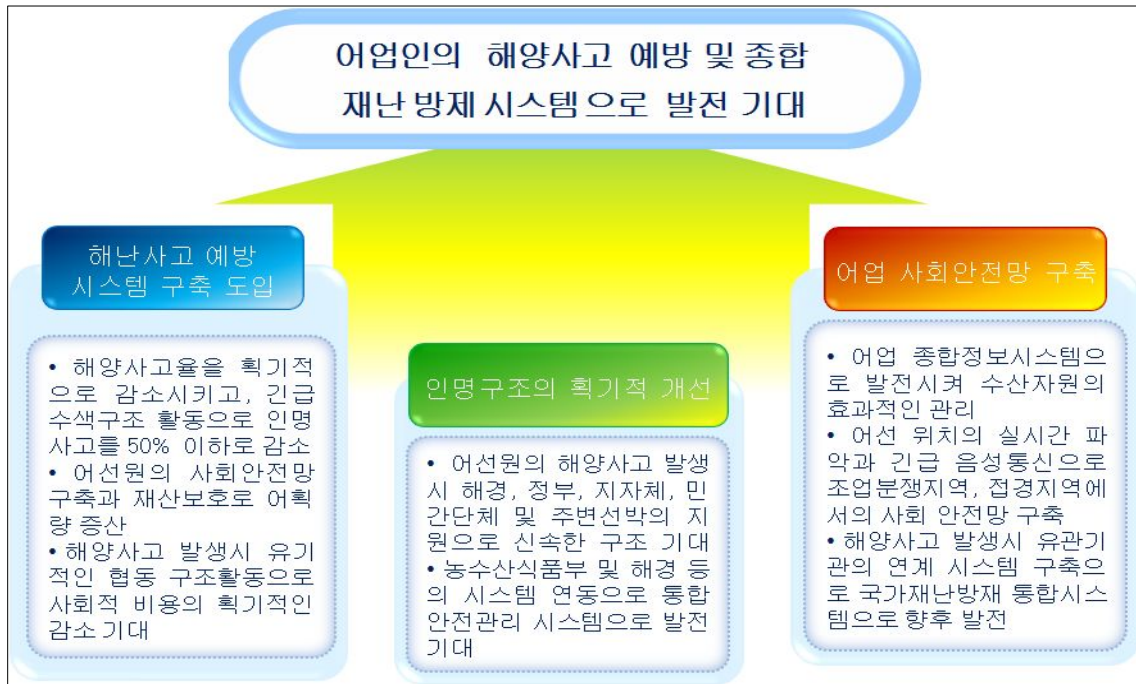 어업인의 해양사고 예방 및 종합
재난 방제 시스템으로 발전 기대
해난사고 예방
시스템 구축 도입
• 해양사고율을 획기적
으로 감소시키고, 긴급
수색구조 활동으로 인명
사고를 50% 이하로 감소
• 어선원의 사회안전망
구축과 재산보호로 어획
량 증산
• 해양사고 발생시 유기
적인 협동 구조활동으로
사회적 비용의 획기적인
감소 기대
인명구조의 획기적 개선
• 어선원의 해양사고 발생
시 해경, 정부, 지자체, 민
간단체 및 주변선박의 지
원으로 신속한 구조 기대
• 농수산식품부 및 해경 등
의 시스템 연동으로 통합
안전관리 시스템으로 발전
기대
어업 사회안전망 구축
• 어업 종합정보시스템으
로 발전시켜 수산자원의
효과적인 관리
• 어선 위치의 실시간 파
악과 긴급 음성통신으로
조업분쟁지역, 접경지역에
서의 사회 안전망 구축
• 해양사고 발생시 유관기
관의 연계 시스템 구축으
로 국가재난방재 통합시스
템으로 향후 발전